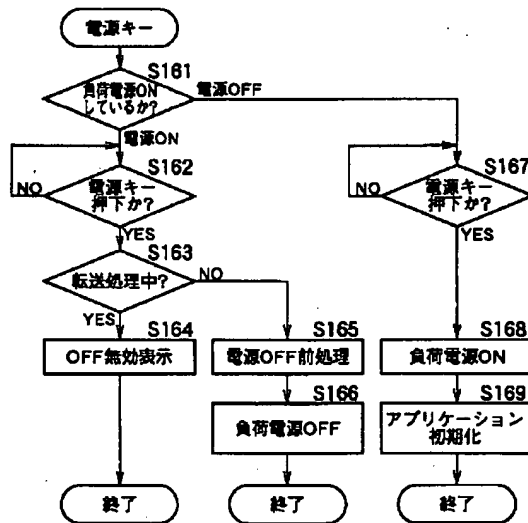 電源キー
S161
負荷電源ON
しているか?
電源OFF
電源ON
S162
電源キー
押下か?
NO
YES
S167
電源キー
押下か?
NO
YES
S163
転送処理中?
NO
YES
S164
OFF無効表示
S165
電源OFF前処理
S168
負荷電源ON
S166
負荷電源OFF
S169
アプリケーション
初期化
終了
終了
終了